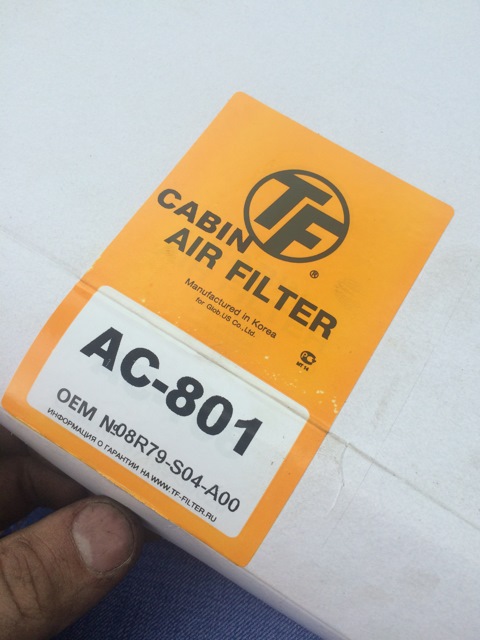 TF
®
CABIN
AIR FILTER
Manufactured in Korea
for Glob.US Co.,Ltd.
AC-801
OEM №08R79-S04-A00
ИНФОРМАЦИЯ О ГАРАНТИИ НА WWW.TF-FILTER.RU